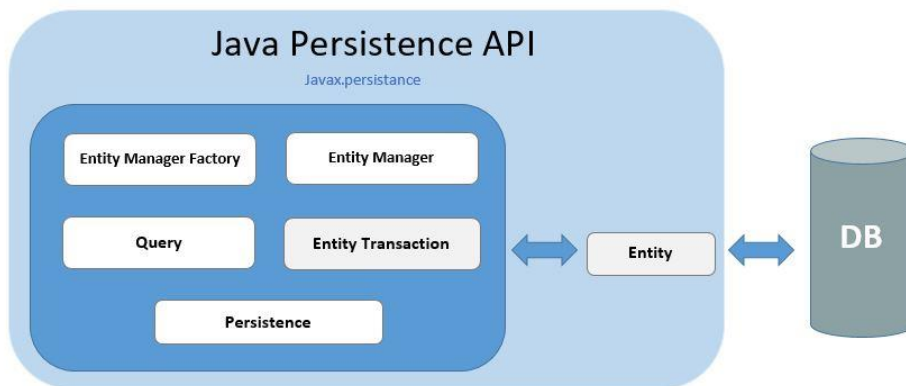 Java Persistence API
Javax.persistance
Entity Manager Factory
Entity Manager
Query
Entity Transaction
Persistence
Entity
DB